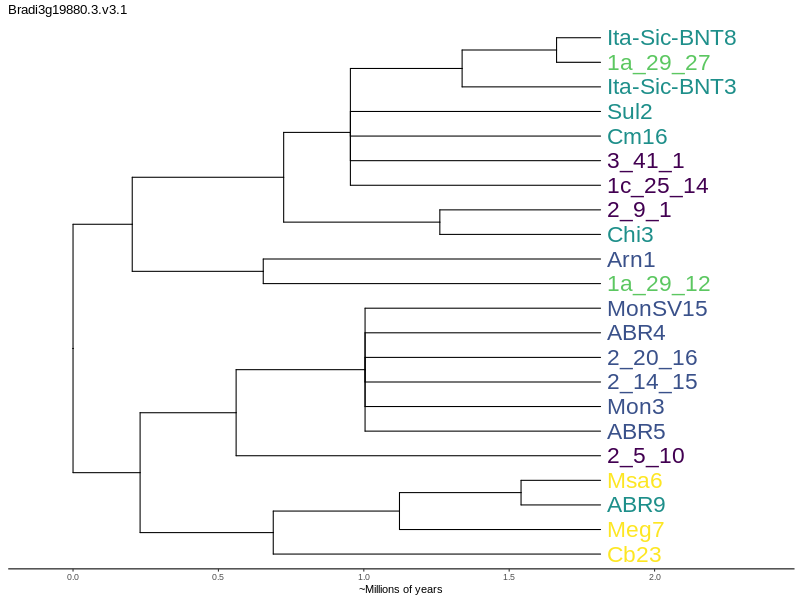 Bradi3g19880.3.v3.1
Ita-Sic-BNT8
1a_29_27
Ita-Sic-BNT3
Sul2
Cm16
3_41_1
1c_25_14
2_9_1
Chi3
Arn1
1a_29_12
MonSV15
ABR4
2_20_16
2_14_15
Mon3
ABR5
2_5_10
Msa6
ABR9
Meg7
Cb23
0.0 0.5 1.0 1.5 2.0
~Millions of years